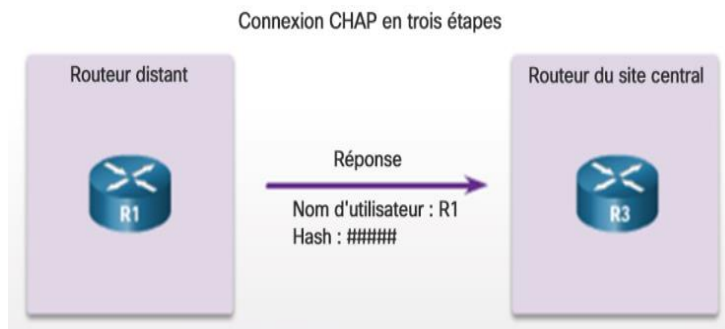 Connexion CHAP en trois étapes
Routeur distant
Routeur du site central
Réponse
Nom d'utilisateur : R1
Hash : #####
R1
R3